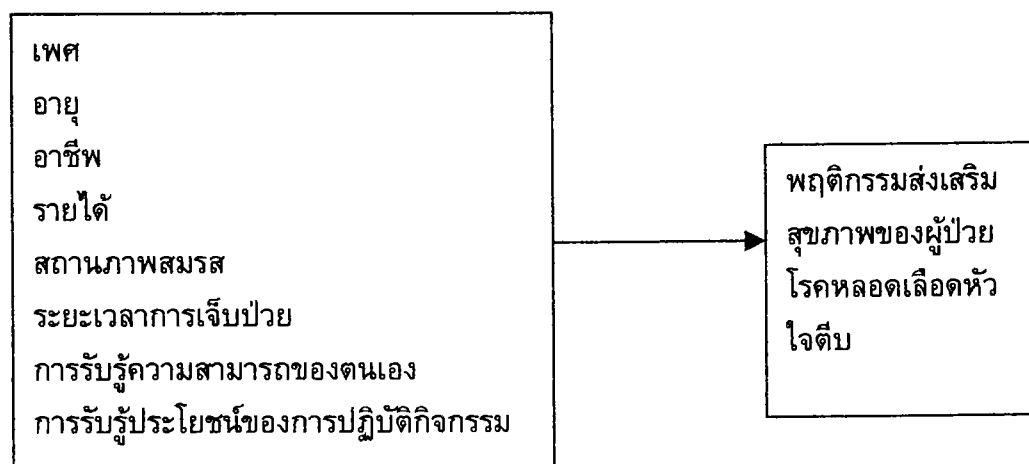 เพศ
อายุ
อาชีพ
รายได้
สถานภาพสมรส
ระยะเวลาการเจ็บป่วย
การรับรู้ความสามารถของตนเอง
การรับรู้ประโยชน์ของการปฏิบัติกิจกรรม
พฤติกรรมส่งเสริม
สุขภาพของผู้ป่วย
โรคหลอดเลือดหัว
ใจตีบ